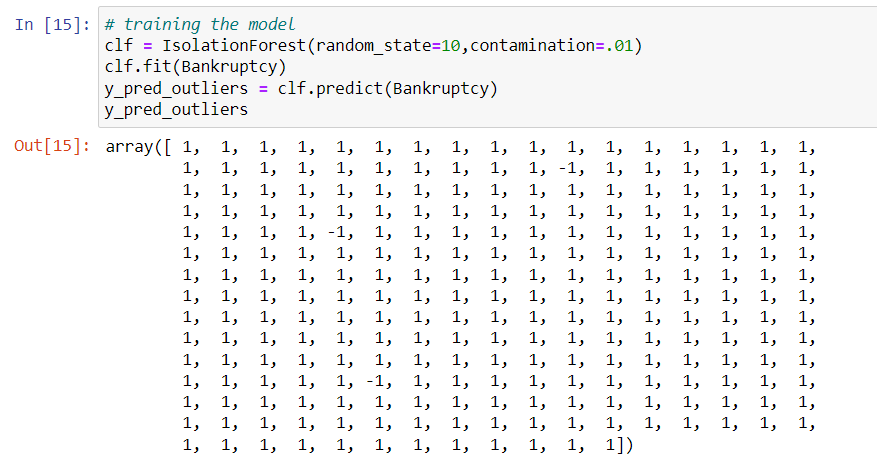 In [15]: # training the model
clf = IsolationForest(random_state=10,contamination=.01)
clf.fit(Bankruptcy)
y_pred_outliers = clf.predict(Bankruptcy)
y_pred_outliers
Out[15]: array([ 1, 1, 1, 1, 1, 1, 1, 1, 1, 1, 1, 1, 1, 1, 1, 1, 1,
1, 1, 1, 1, 1, 1, 1, 1, 1, 1, -1, 1, 1, 1, 1, 1, 1,
1, 1, 1, 1, 1, 1, 1, 1, 1, 1, 1, 1, 1, 1, 1, 1, 1,
1, 1, 1, 1, 1, 1, 1, 1, 1, 1, 1, 1, 1, 1, 1, 1, 1,
1, 1, 1, 1, -1, 1, 1, 1, 1, 1, 1, 1, 1, 1, 1, 1, 1,
1, 1, 1, 1, 1, 1, 1, 1, 1, 1, 1, 1, 1, 1, 1, 1, 1,
1, 1, 1, 1, 1, 1, 1, 1, 1, 1, 1, 1, 1, 1, 1, 1, 1,
1, 1, 1, 1, 1, 1, 1, 1, 1, 1, 1, 1, 1, 1, 1, 1, 1,
1, 1, 1, 1, 1, 1, 1, 1, 1, 1, 1, 1, 1, 1, 1, 1, 1,
1, 1, 1, 1, 1, 1, 1, 1, 1, 1, 1, 1, 1, 1, 1, 1, 1,
1, 1, 1, 1, 1, 1, 1, 1, 1, 1, 1, 1, 1, 1, 1, 1, 1,
1, 1, 1, 1, 1, -1, 1, 1, 1, 1, 1, 1, 1, 1, 1, 1, 1,
1, 1, 1, 1, 1, 1, 1, 1, 1, 1, 1, 1, 1, 1, 1, 1, 1,
1, 1, 1, 1, 1, 1, 1, 1, 1, 1, 1, 1, 1, 1, 1, 1, 1,
1, 1, 1, 1, 1, 1, 1, 1, 1, 1, 1, 1])